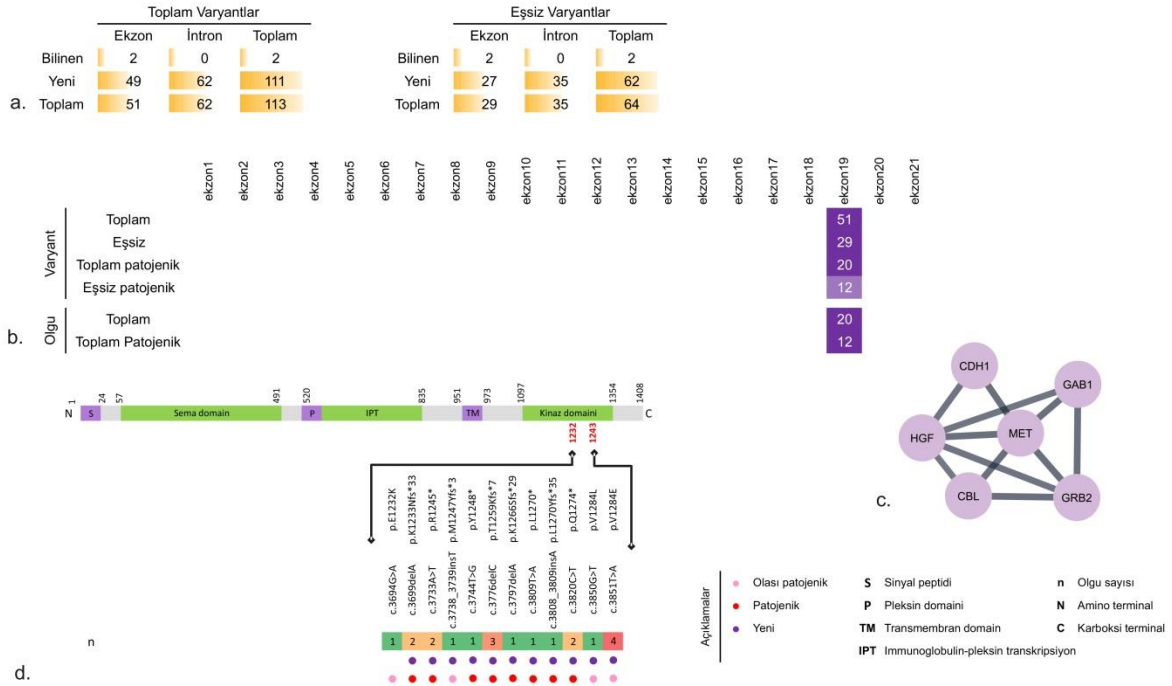 Toplam Varyantlar
Ekzon İntron Toplam
Bilinen 2 0 2
Yeni 49 62 111
Toplam 51 62 113
Eşsiz Varyantlar
Ekzon İntron Toplam
Bilinen 2 0 2
Yeni 27 35 62
Toplam 29 35 64
a.
ekzon1 ekzon2 ekzon3 ekzon4 ekzon5 ekzon6 ekzon7 ekzon8 ekzon9 ekzon10 ekzon11 ekzon12 ekzon13 ekzon14 ekzon15 ekzon16 ekzon17 ekzon18 ekzon19 ekzon20 ekzon21
Varyant
Toplam 51
Eşsiz 29
Toplam patojenik 20
Eşsiz patojenik 12
Olgu
Toplam 20
Toplam Patojenik 12
b.
CDH1
GAB1
HGF
MET
CBL
GRB2
c.
1 24 57 491 520 835 951 973 1097 1354 1408
N S Sema domain P IPT TM Kinaz domaini C
1232 1243
p.E1232K p.K1233Nfs*33 p.R1245* p.M1247Yfs*3 p.Y1248* p.T1259Kfs*7 p.K1266Sfs*29 p.L1270* p.L1270Yfs*35 p.Q1274* p.V1284L p.V1284E
c.3694G>A c.3699delA c.3733A>T c.3738_3739insT c.3744T>G c.3776delC c.3797delA c.3809T>A c.3808_3809insA c.3820C>T c.3850G>T c.3851T>A
n 1 2 2 1 1 3 1 1 1 2 1 4
d.
Açıklamalar
Olası patojenik
Patojenik
Yeni
S Sinyal peptidi
P Pleksin domaini
TM Transmembran domain
IPT Immunoglobulin-pleksin transkripsiyon
n Olgu sayısı
N Amino terminal
C Karboksi terminal